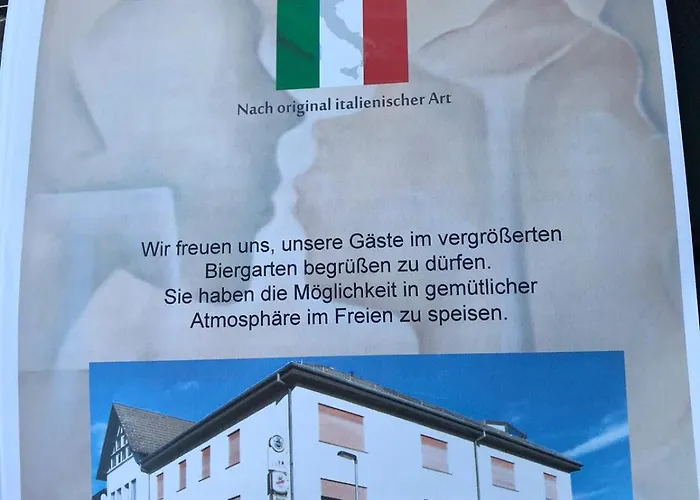 Nach original italienischer Art
Wir freuen uns, unsere Gäste im vergrößerten
Biergarten begrüßen zu dürfen.
Sie haben die Möglichkeit in gemütlicher
Atmosphäre im Freien zu speisen.